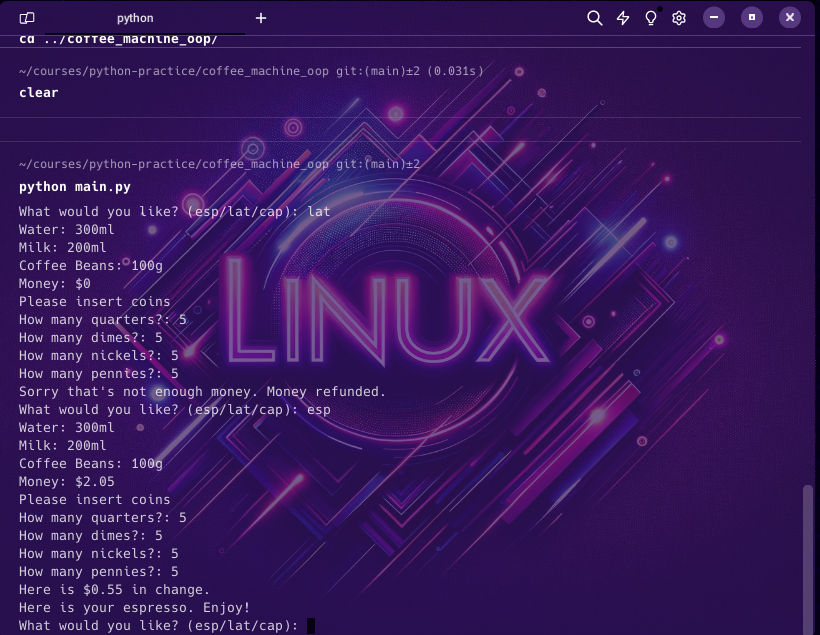 python
cd ../coffee_machine_oop/
~/courses/python-practice/coffee_machine_oop git:(main)±2 (0.031s)
clear
~/courses/python-practice/coffee_machine_oop git:(main)±2
python main.py
What would you like? (esp/lat/cap): lat
Water: 300ml
Milk: 200ml
Coffee Beans: 100g
Money: $0
Please insert coins
How many quarters?: 5
How many dimes?: 5
How many nickels?: 5
How many pennies?: 5
Sorry that's not enough money. Money refunded.
What would you like? (esp/lat/cap): esp
Water: 300ml
Milk: 200ml
Coffee Beans: 100g
Money: $2.05
Please insert coins
How many quarters?: 5
How many dimes?: 5
How many nickels?: 5
How many pennies?: 5
Here is $0.55 in change.
Here is your espresso. Enjoy!
What would you like? (esp/lat/cap):
LINUX